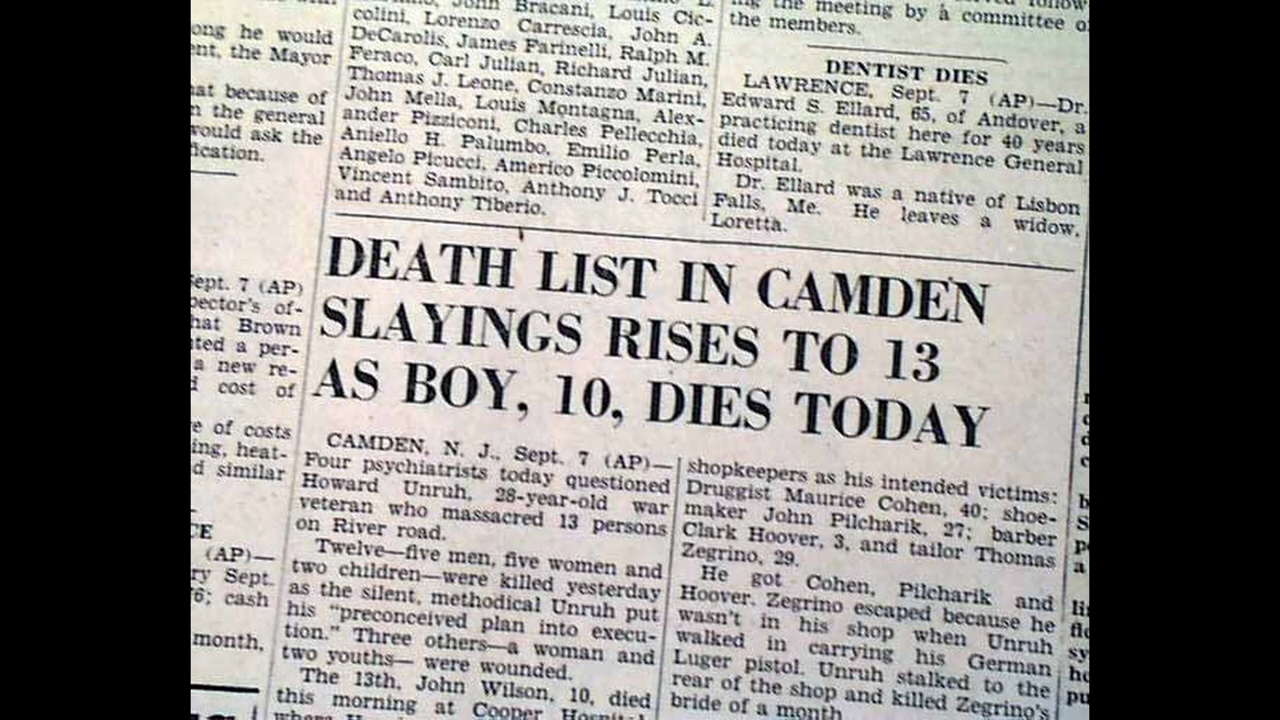 ong he would
ent, the Mayor
at because of
n the general
would ask the
fication.
ept. 7 (AP)
pector's of-
hat Brown
ted a per-
a new re-
cost of
e of costs
ing, heat-
d similar
CE
(AP)—
ry Sept.
6; cash
month,
John Bracani, Louis Cic-
colini, Lorenzo Carrescia, John A.
DeCarolis, James Farinelli, Ralph M.
Feraco, Carl Julian, Richard Julian,
Thomas J. Leone, Constanzo Marini,
John Mella, Louis Montagna, Alex-
ander Pizziconi, Charles Pellecchia,
Aniello H. Palumbo, Emilio Perla,
Angelo Picucci, Americo Piccolomini,
Vincent Sambito, Anthony J. Tocci
and Anthony Tiberio.
ing the meeting by a committee o
the members.
DENTIST DIES
LAWRENCE, Sept. 7 (AP)—Dr.
Edward S. Ellard, 65, of Andover, a
practicing dentist here for 40 years
died today at the Lawrence General
Hospital.
Dr. Ellard was a native of Lisbon
Falls, Me. He leaves a widow,
Loretta.
DEATH LIST IN CAMDEN
SLAYINGS RISES TO 13
AS BOY, 10, DIES TODAY
CAMDEN, N. J., Sept. 7 (AP)—
Four psychiatrists today questioned
Howard Unruh, 28-year-old war
veteran who massacred 13 persons
on River road.
Twelve—five men, five women and
two children—were killed yesterday
as the silent, methodical Unruh put
his "preconceived plan into execu-
tion." Three others—a woman and
two youths— were wounded.
The 13th, John Wilson, 10, died
this morning at Cooper Hospital
shopkeepers as his intended victims:
Druggist Maurice Cohen, 40; shoe-
maker John Pilcharik, 27; barber
Clark Hoover, 3, and tailor Thomas
Zegrino, 29.
He got Cohen, Pilcharik and
Hoover. Zegrino escaped because he
wasn't in his shop when Unruh
walked in carrying his German
Luger pistol. Unruh stalked to the
rear of the shop and killed Zegrino's
bride of a month